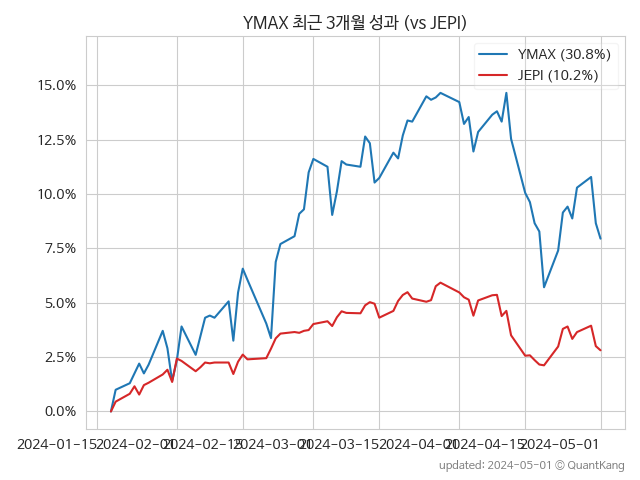 YMAX 최근 3개월 성과 (vs JEPI)
YMAX (30.8%)
JEPI (10.2%)
15.0%
12.5%
10.0%
7.5%
5.0%
2.5%
0.0%
2024-01-15 2024-02-01 2024-02-15 2024-03-01 2024-03-15 2024-04-01 2024-04-15 2024-05-01
updated: 2024-05-01 © QuantKang